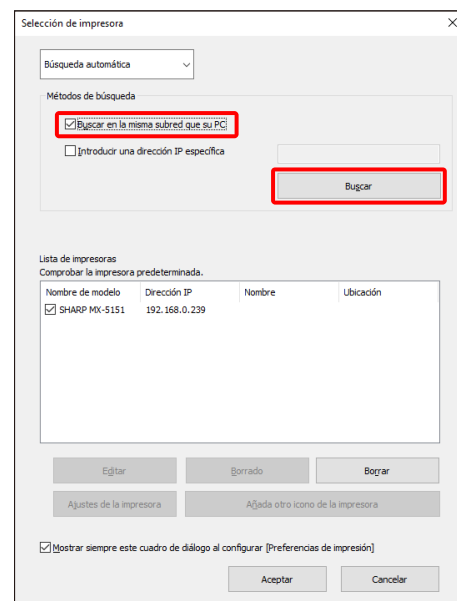 Selección de impresora
Búsqueda automática
Métodos de búsqueda
Buscar en la misma subred que su PC
Introducir una dirección IP específica
Buscar
Lista de impresoras
Comprobar la impresora predeterminada.
Nombre de modelo Dirección IP Nombre Ubicación
SHARP MX-5151 192.168.0.239
Editar Borrado Borrar
Ajustes de la impresora Añada otro icono de la impresora
Mostrar siempre este cuadro de diálogo al configurar [Preferencias de impresión]
Aceptar Cancelar